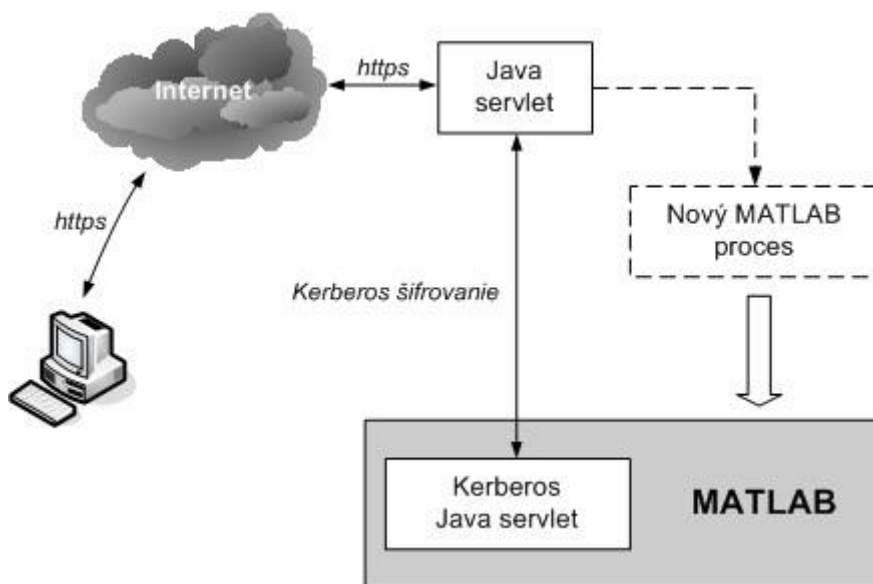 Internet
https
Java
servlet
https
Nový MATLAB
proces
Kerberos šifrovanie
Kerberos
Java servlet
MATLAB